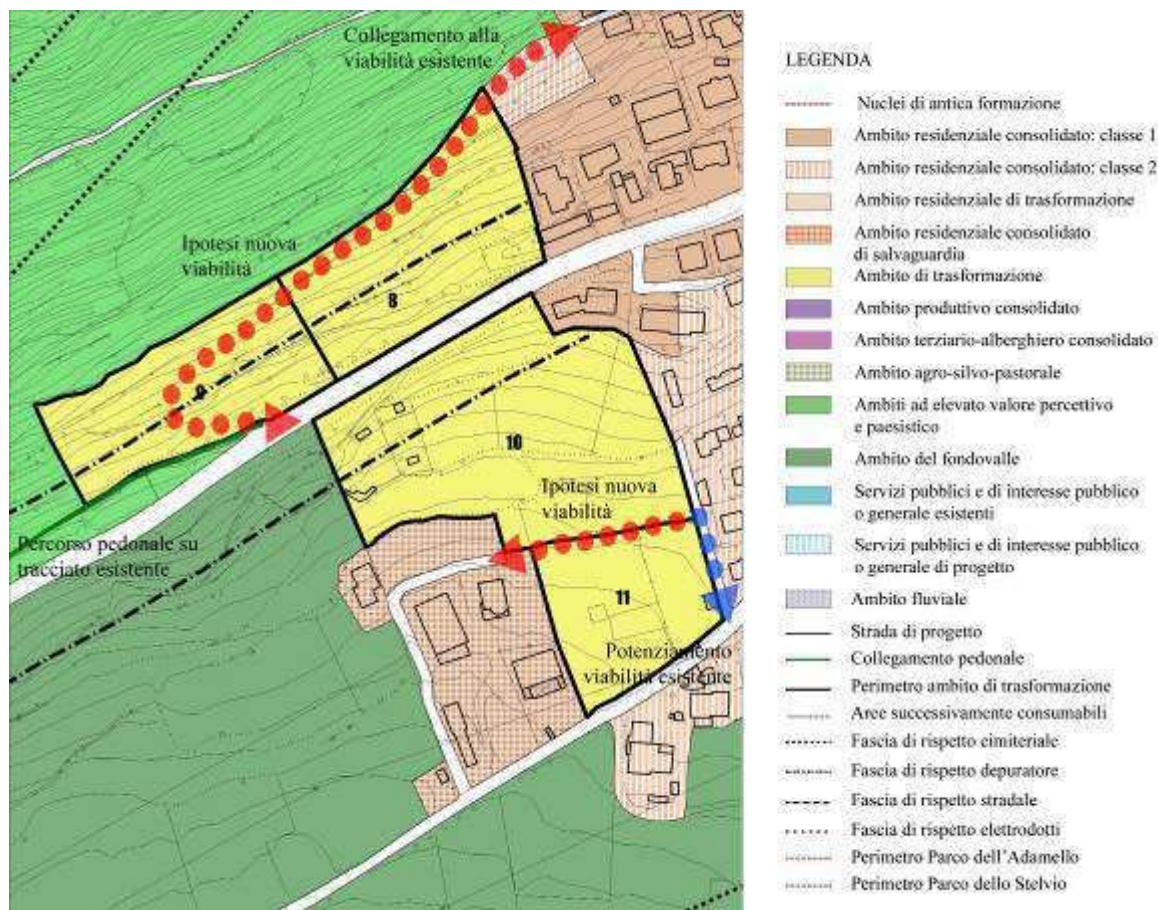 Collegamento alla
viabilità esistente
Ipotesi nuova
viabilità
8
9
10
Ipotesi nuova
viabilità
Percorso pedonale su
tracciato esistente
11
Potenziamento
viabilità esistente
LEGENDA
Nuclei di antica formazione
Ambito residenziale consolidato: classe 1
Ambito residenziale consolidato: classe 2
Ambito residenziale di trasformazione
Ambito residenziale consolidato
di salvaguardia
Ambito di trasformazione
Ambito produttivo consolidato
Ambito terziario-alberghiero consolidato
Ambito agro-silvo-pastorale
Ambiti ad elevato valore percettivo
e paesistico
Ambito del fondovalle
Servizi pubblici e di interesse pubblico
o generale esistenti
Servizi pubblici e di interesse pubblico
o generale di progetto
Ambito fluviale
Strada di progetto
Collegamento pedonale
Perimetro ambito di trasformazione
Aree successivamente consumabili
Fascia di rispetto cimiteriale
Fascia di rispetto depuratore
Fascia di rispetto stradale
Fascia di rispetto elettrodotti
Perimetro Parco dell'Adamello
Perimetro Parco dello Stelvio